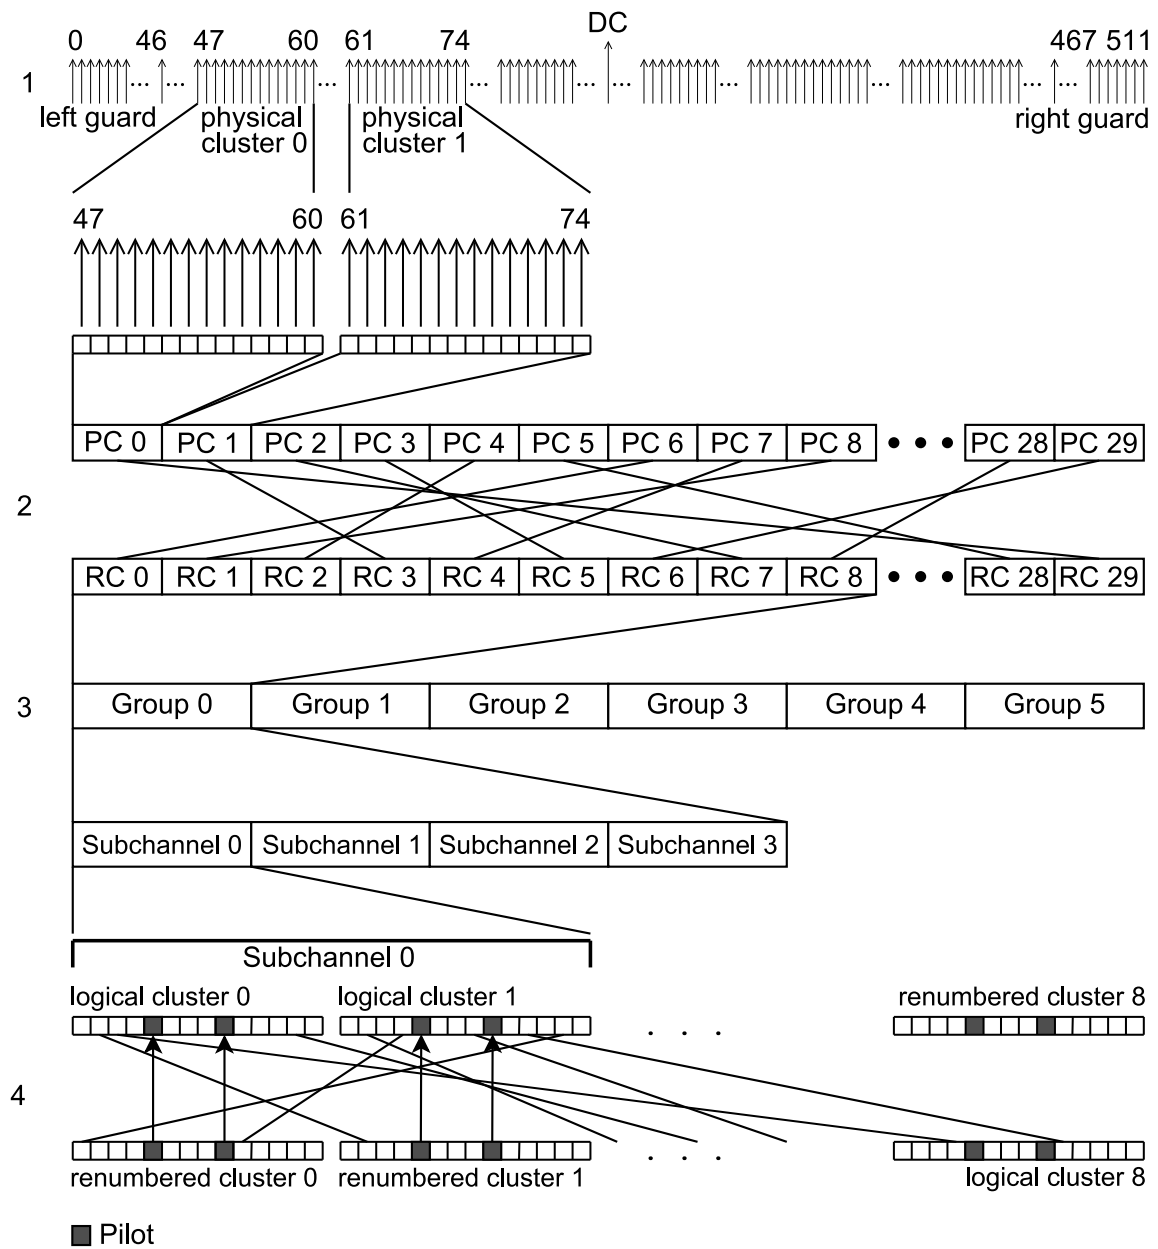 DC
0 46 47 60 61 74 467 511
1 ... ... ... ... ... ... ... ... ...
left guard physical cluster 0 physical cluster 1 right guard
47 60 61 74
PC 0 PC 1 PC 2 PC 3 PC 4 PC 5 PC 6 PC 7 PC 8 • • • PC 28 PC 29
2
RC 0 RC 1 RC 2 RC 3 RC 4 RC 5 RC 6 RC 7 RC 8 • • • RC 28 RC 29
3 Group 0 Group 1 Group 2 Group 3 Group 4 Group 5
Subchannel 0 Subchannel 1 Subchannel 2 Subchannel 3
Subchannel 0
logical cluster 0 logical cluster 1 renumbered cluster 8
. . .
4
. . .
renumbered cluster 0 renumbered cluster 1 logical cluster 8
Pilot